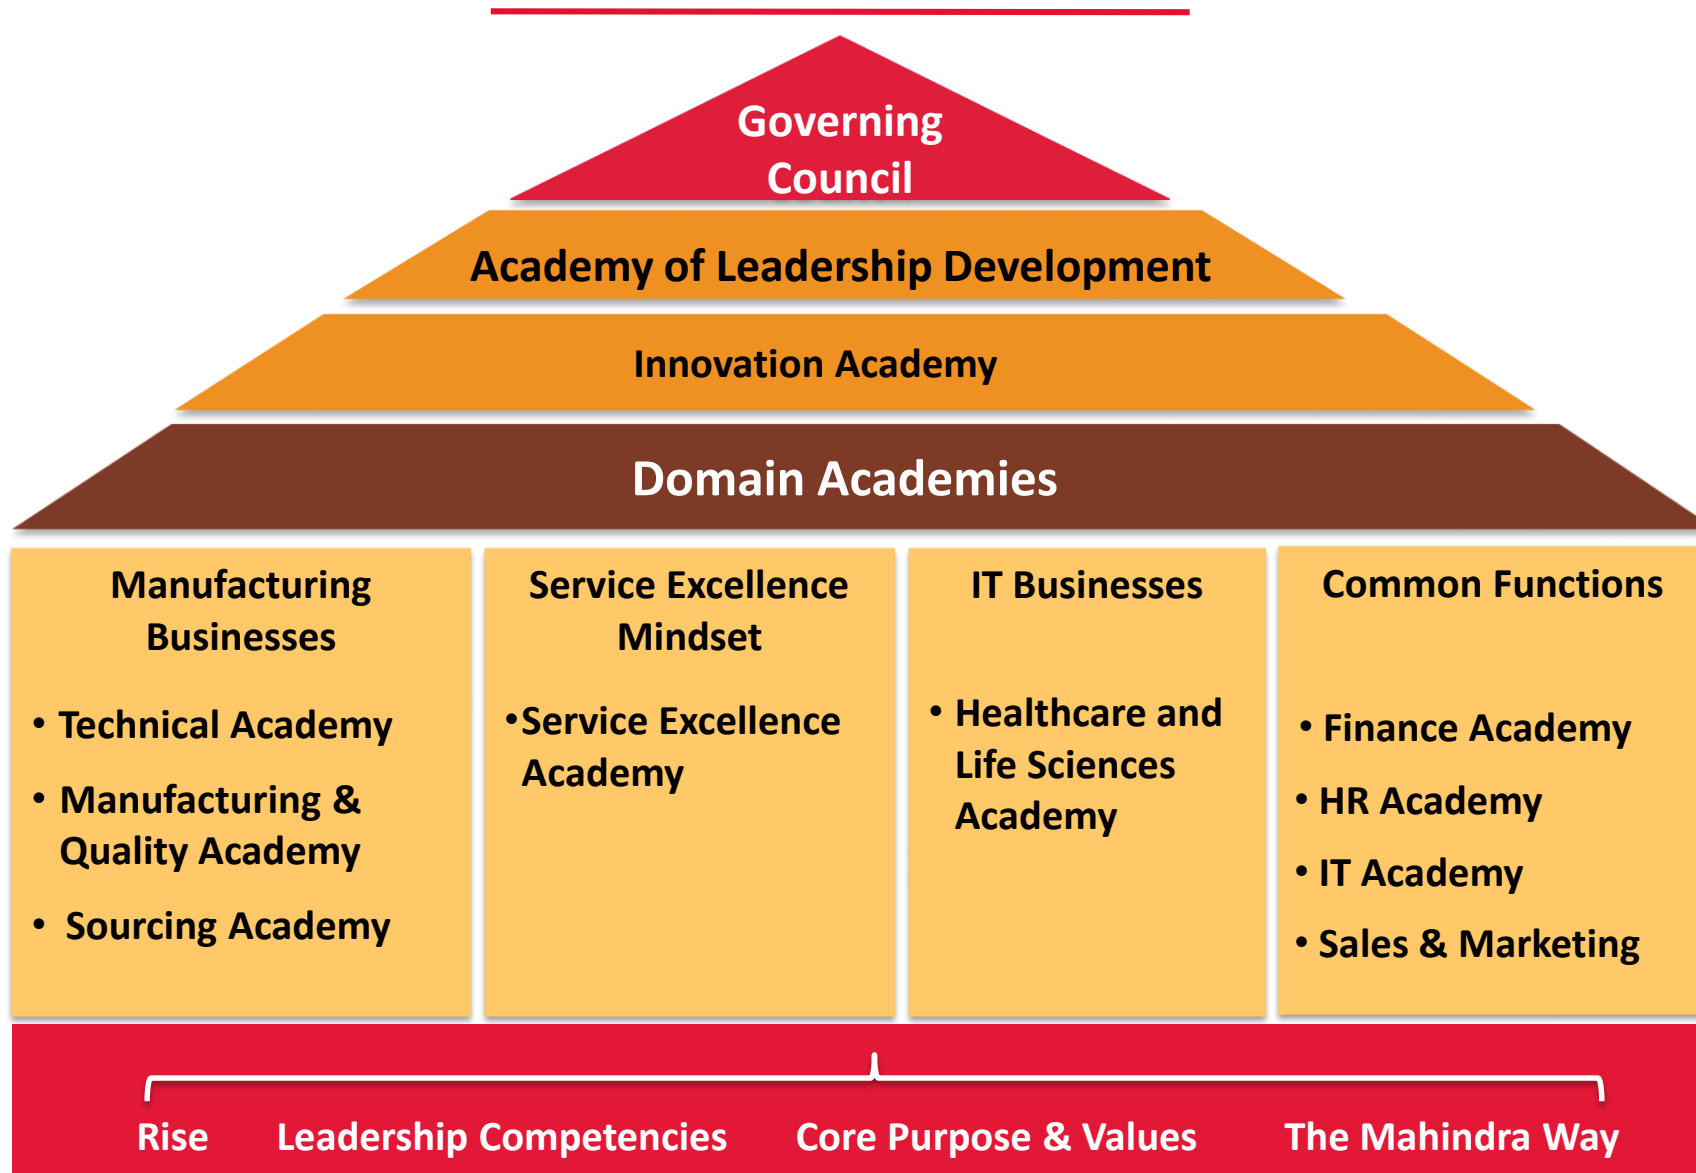 Governing
Council
Academy of Leadership Development
Innovation Academy
Domain Academies
Manufacturing
Businesses
• Technical Academy
• Manufacturing &
Quality Academy
• Sourcing Academy
Service Excellence
Mindset
•Service Excellence
Academy
IT Businesses
• Healthcare and
Life Sciences
Academy
Common Functions
• Finance Academy
• HR Academy
• IT Academy
• Sales & Marketing
Rise Leadership Competencies Core Purpose & Values The Mahindra Way